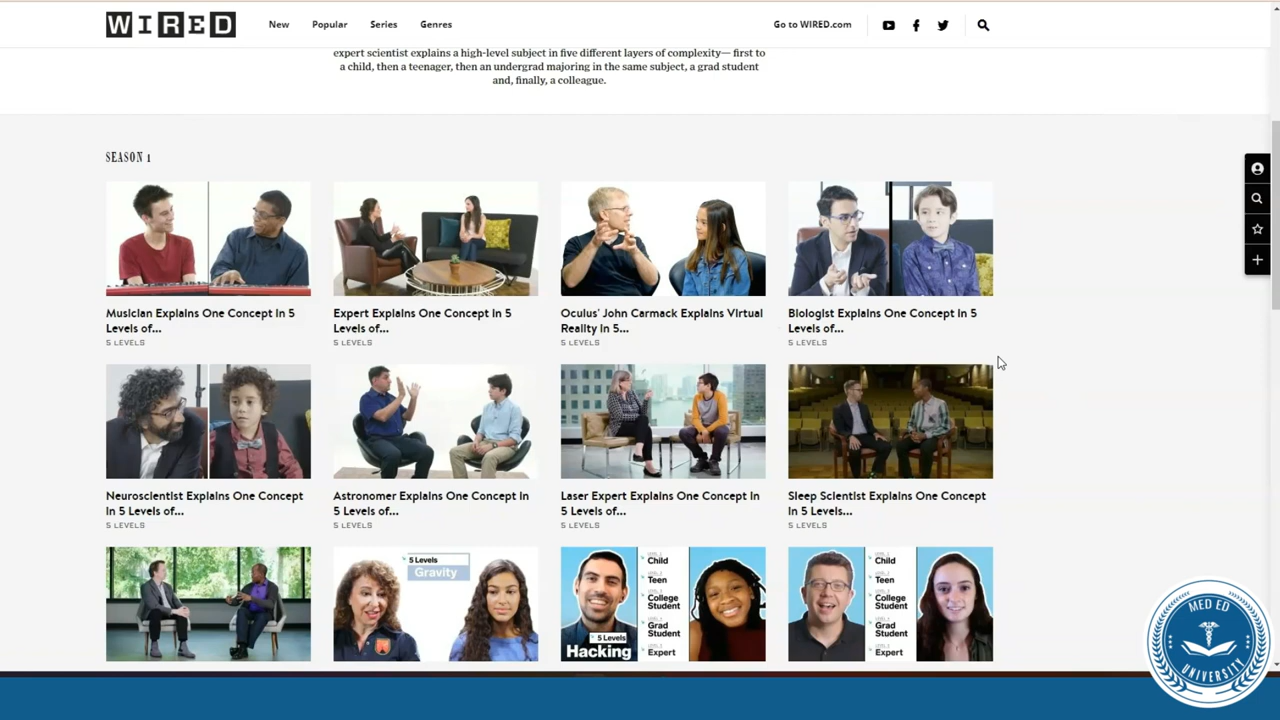 WIRED
New
Popular
Series
Genres
Go to WIRED.com
expert scientist explains a high-level subject in five different layers of complexity— first to
a child, then a teenager, then an undergrad majoring in the same subject, a grad student
and, finally, a colleague.
SEASON 1
Musician Explains One Concept in 5
Levels of...
5 LEVELS
Expert Explains One Concept in 5
Levels of...
5 LEVELS
Oculus' John Carmack Explains Virtual
Reality in 5...
5 LEVELS
Biologist Explains One Concept in 5
Levels of...
5 LEVELS
Neuroscientist Explains One Concept
in 5 Levels of...
5 LEVELS
Astronomer Explains One Concept in
5 Levels of...
5 LEVELS
Laser Expert Explains One Concept in
5 Levels of...
5 LEVELS
Sleep Scientist Explains One Concept
in 5 Levels...
5 LEVELS
5 Levels
Gravity
Child
Teen
College
Student
Grad
Student
Expert
5 Levels
Hacking
Child
Teen
College
Student
Grad
Student
Expert
MED ED
UNIVERSITY